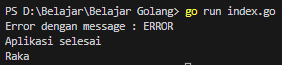 PS D:\Belajar\Belajar Golang> go run index.go
Error dengan message : ERROR
Aplikasi selesai
Raka